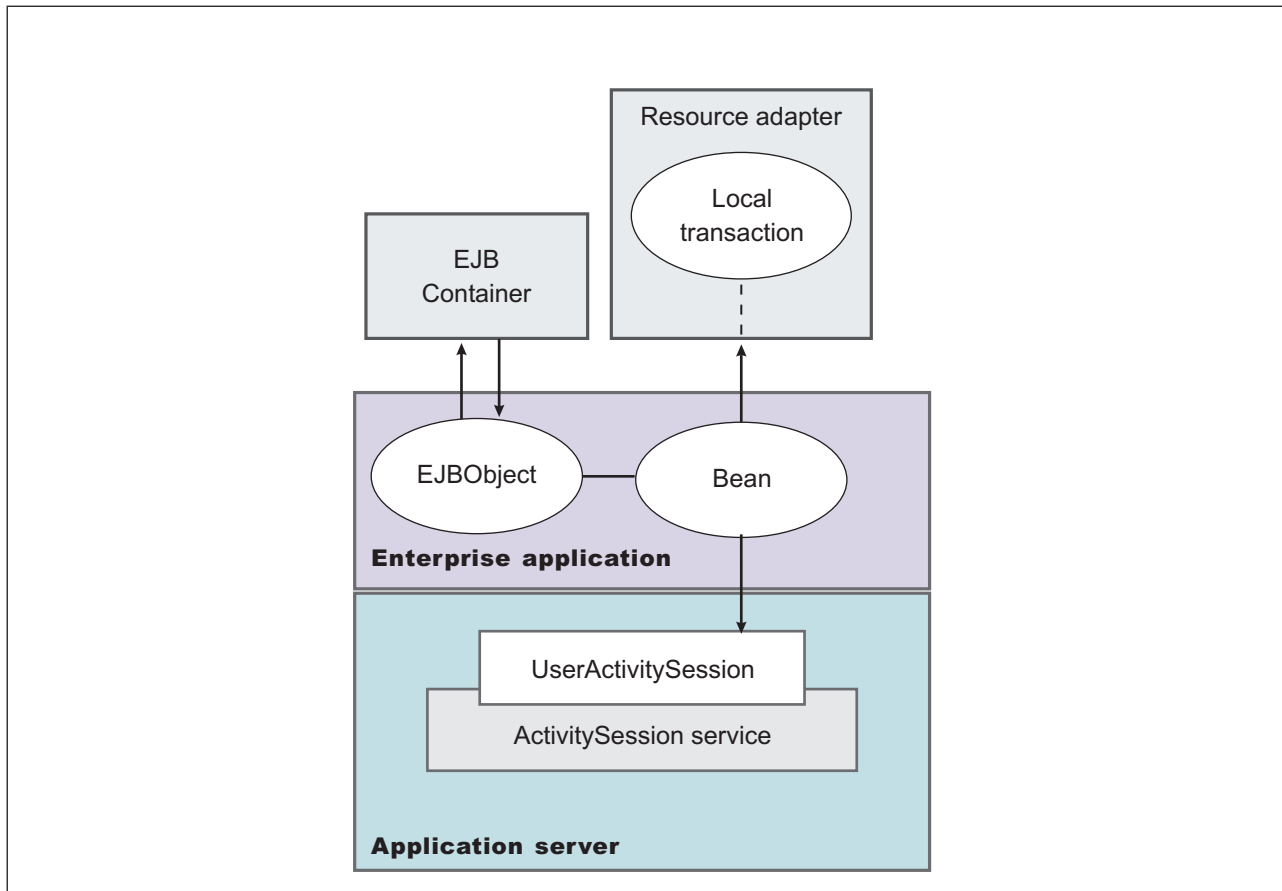 Resource adapter
Local
transaction
EJB
Container
EJBObject
Bean
Enterprise application
UserActivitySession
ActivitySession service
Application server